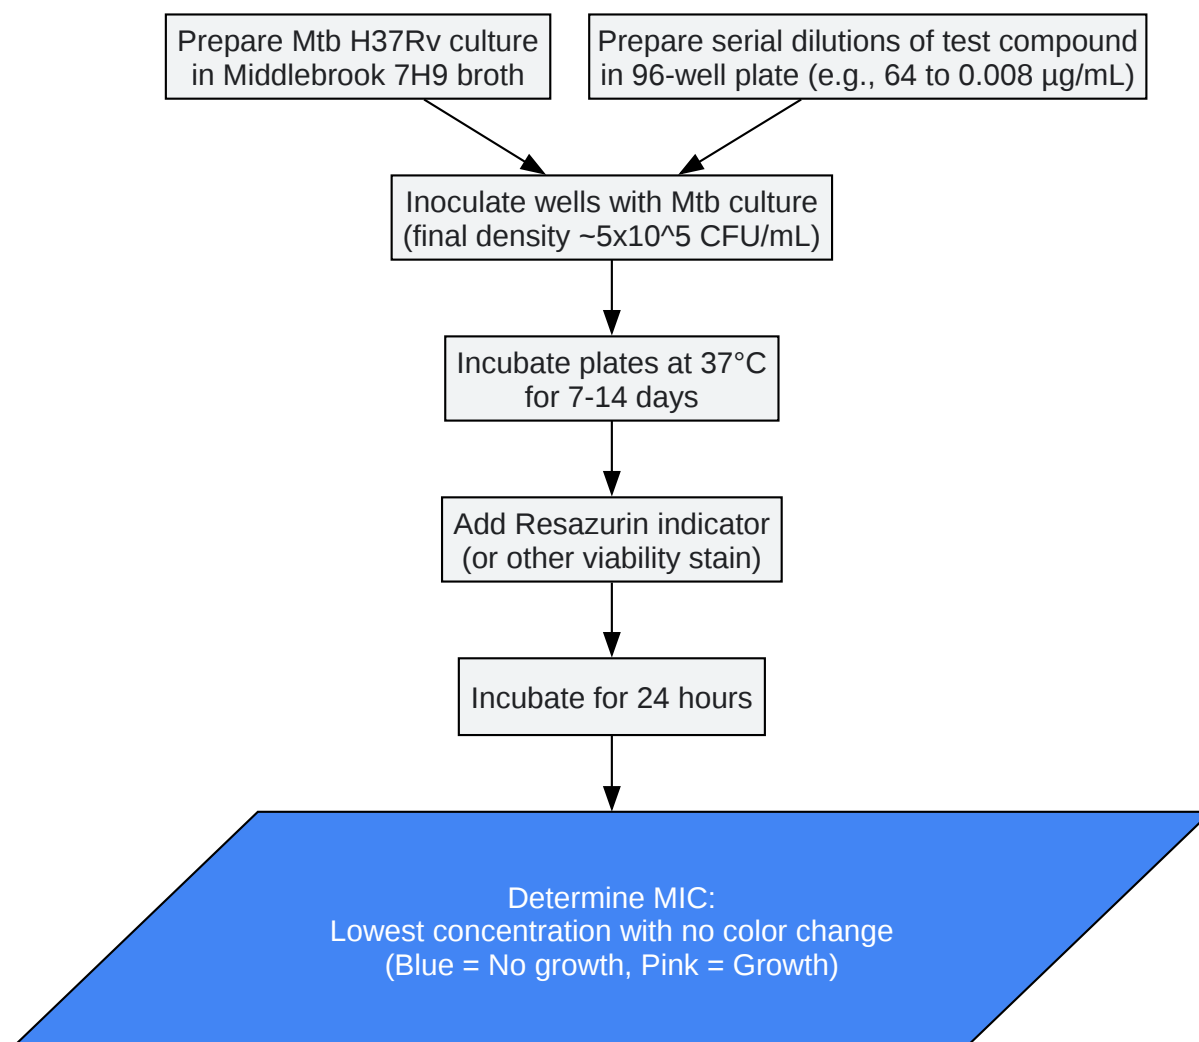 Prepare Mtb H37Rv culture
in Middlebrook 7H9 broth
Prepare serial dilutions of test compound
in 96-well plate (e.g., 64 to 0.008 µg/mL)
Inoculate wells with Mtb culture
(final density ~5x10^5 CFU/mL)
Incubate plates at 37°C
for 7-14 days
Add Resazurin indicator
(or other viability stain)
Incubate for 24 hours
Determine MIC:
Lowest concentration with no color change
(Blue = No growth, Pink = Growth)